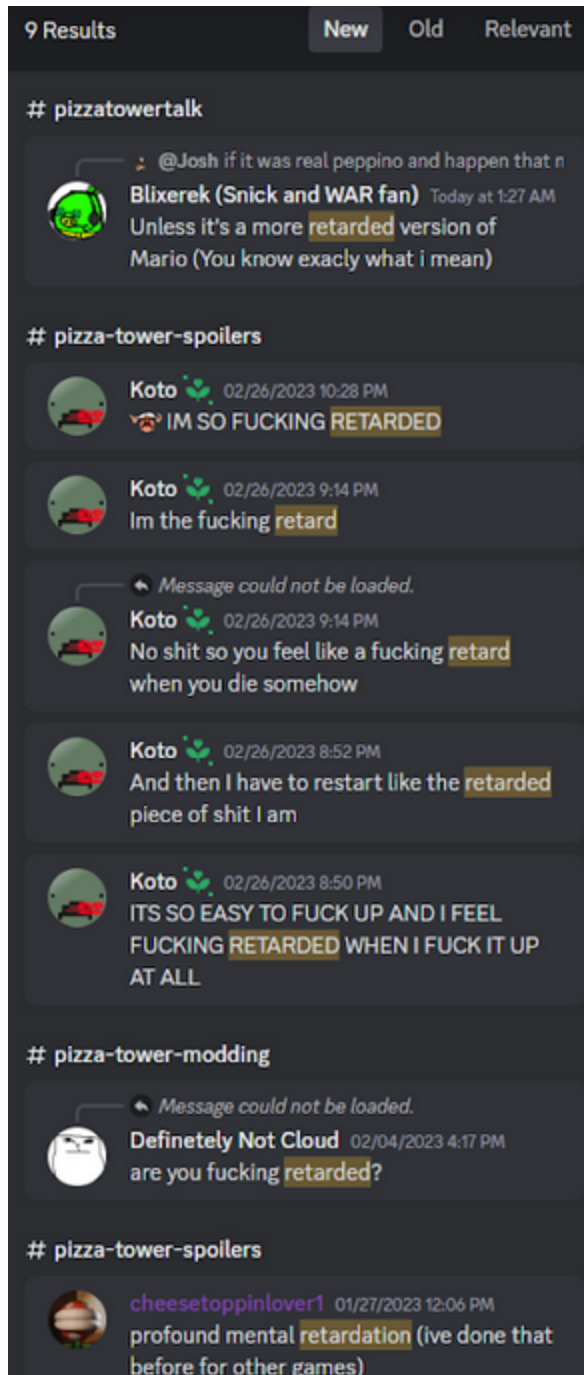 9 Results New Old Relevant
# pizzatowertalk
@Josh if it was real peppino and happen that n
Blixerek (Snick and WAR fan) Today at 1:27 AM
Unless it's a more retarded version of
Mario (You know exacly what i mean)
# pizza-tower-spoilers
Koto 02/26/2023 10:28 PM
IM SO FUCKING RETARDED
Koto 02/26/2023 9:14 PM
Im the fucking retard
Message could not be loaded.
Koto 02/26/2023 9:14 PM
No shit so you feel like a fucking retard
when you die somehow
Koto 02/26/2023 8:52 PM
And then I have to restart like the retarded
piece of shit I am
Koto 02/26/2023 8:50 PM
ITS SO EASY TO FUCK UP AND I FEEL
FUCKING RETARDED WHEN I FUCK IT UP
AT ALL
# pizza-tower-modding
Message could not be loaded.
Definetely Not Cloud 02/04/2023 4:17 PM
are you fucking retarded?
# pizza-tower-spoilers
cheesetoppinlover1 01/27/2023 12:06 PM
profound mental retardation (ive done that
before for other games)